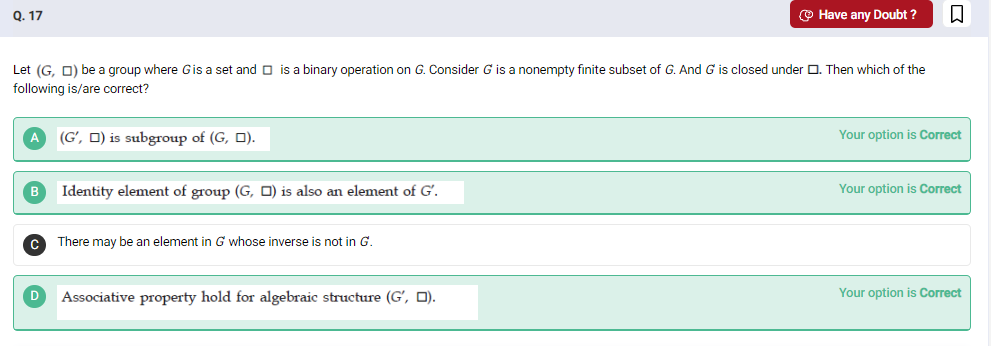 Q. 17
Have any Doubt ?
Let (G, □) be a group where G is a set and □ is a binary operation on G. Consider G' is a nonempty finite subset of G. And G' is closed under □. Then which of the
following is/are correct?
A (G′, □) is subgroup of (G, □).
Your option is Correct
B Identity element of group (G, □) is also an element of G′.
Your option is Correct
C There may be an element in G' whose inverse is not in G'.
D Associative property hold for algebraic structure (G′, □).
Your option is Correct